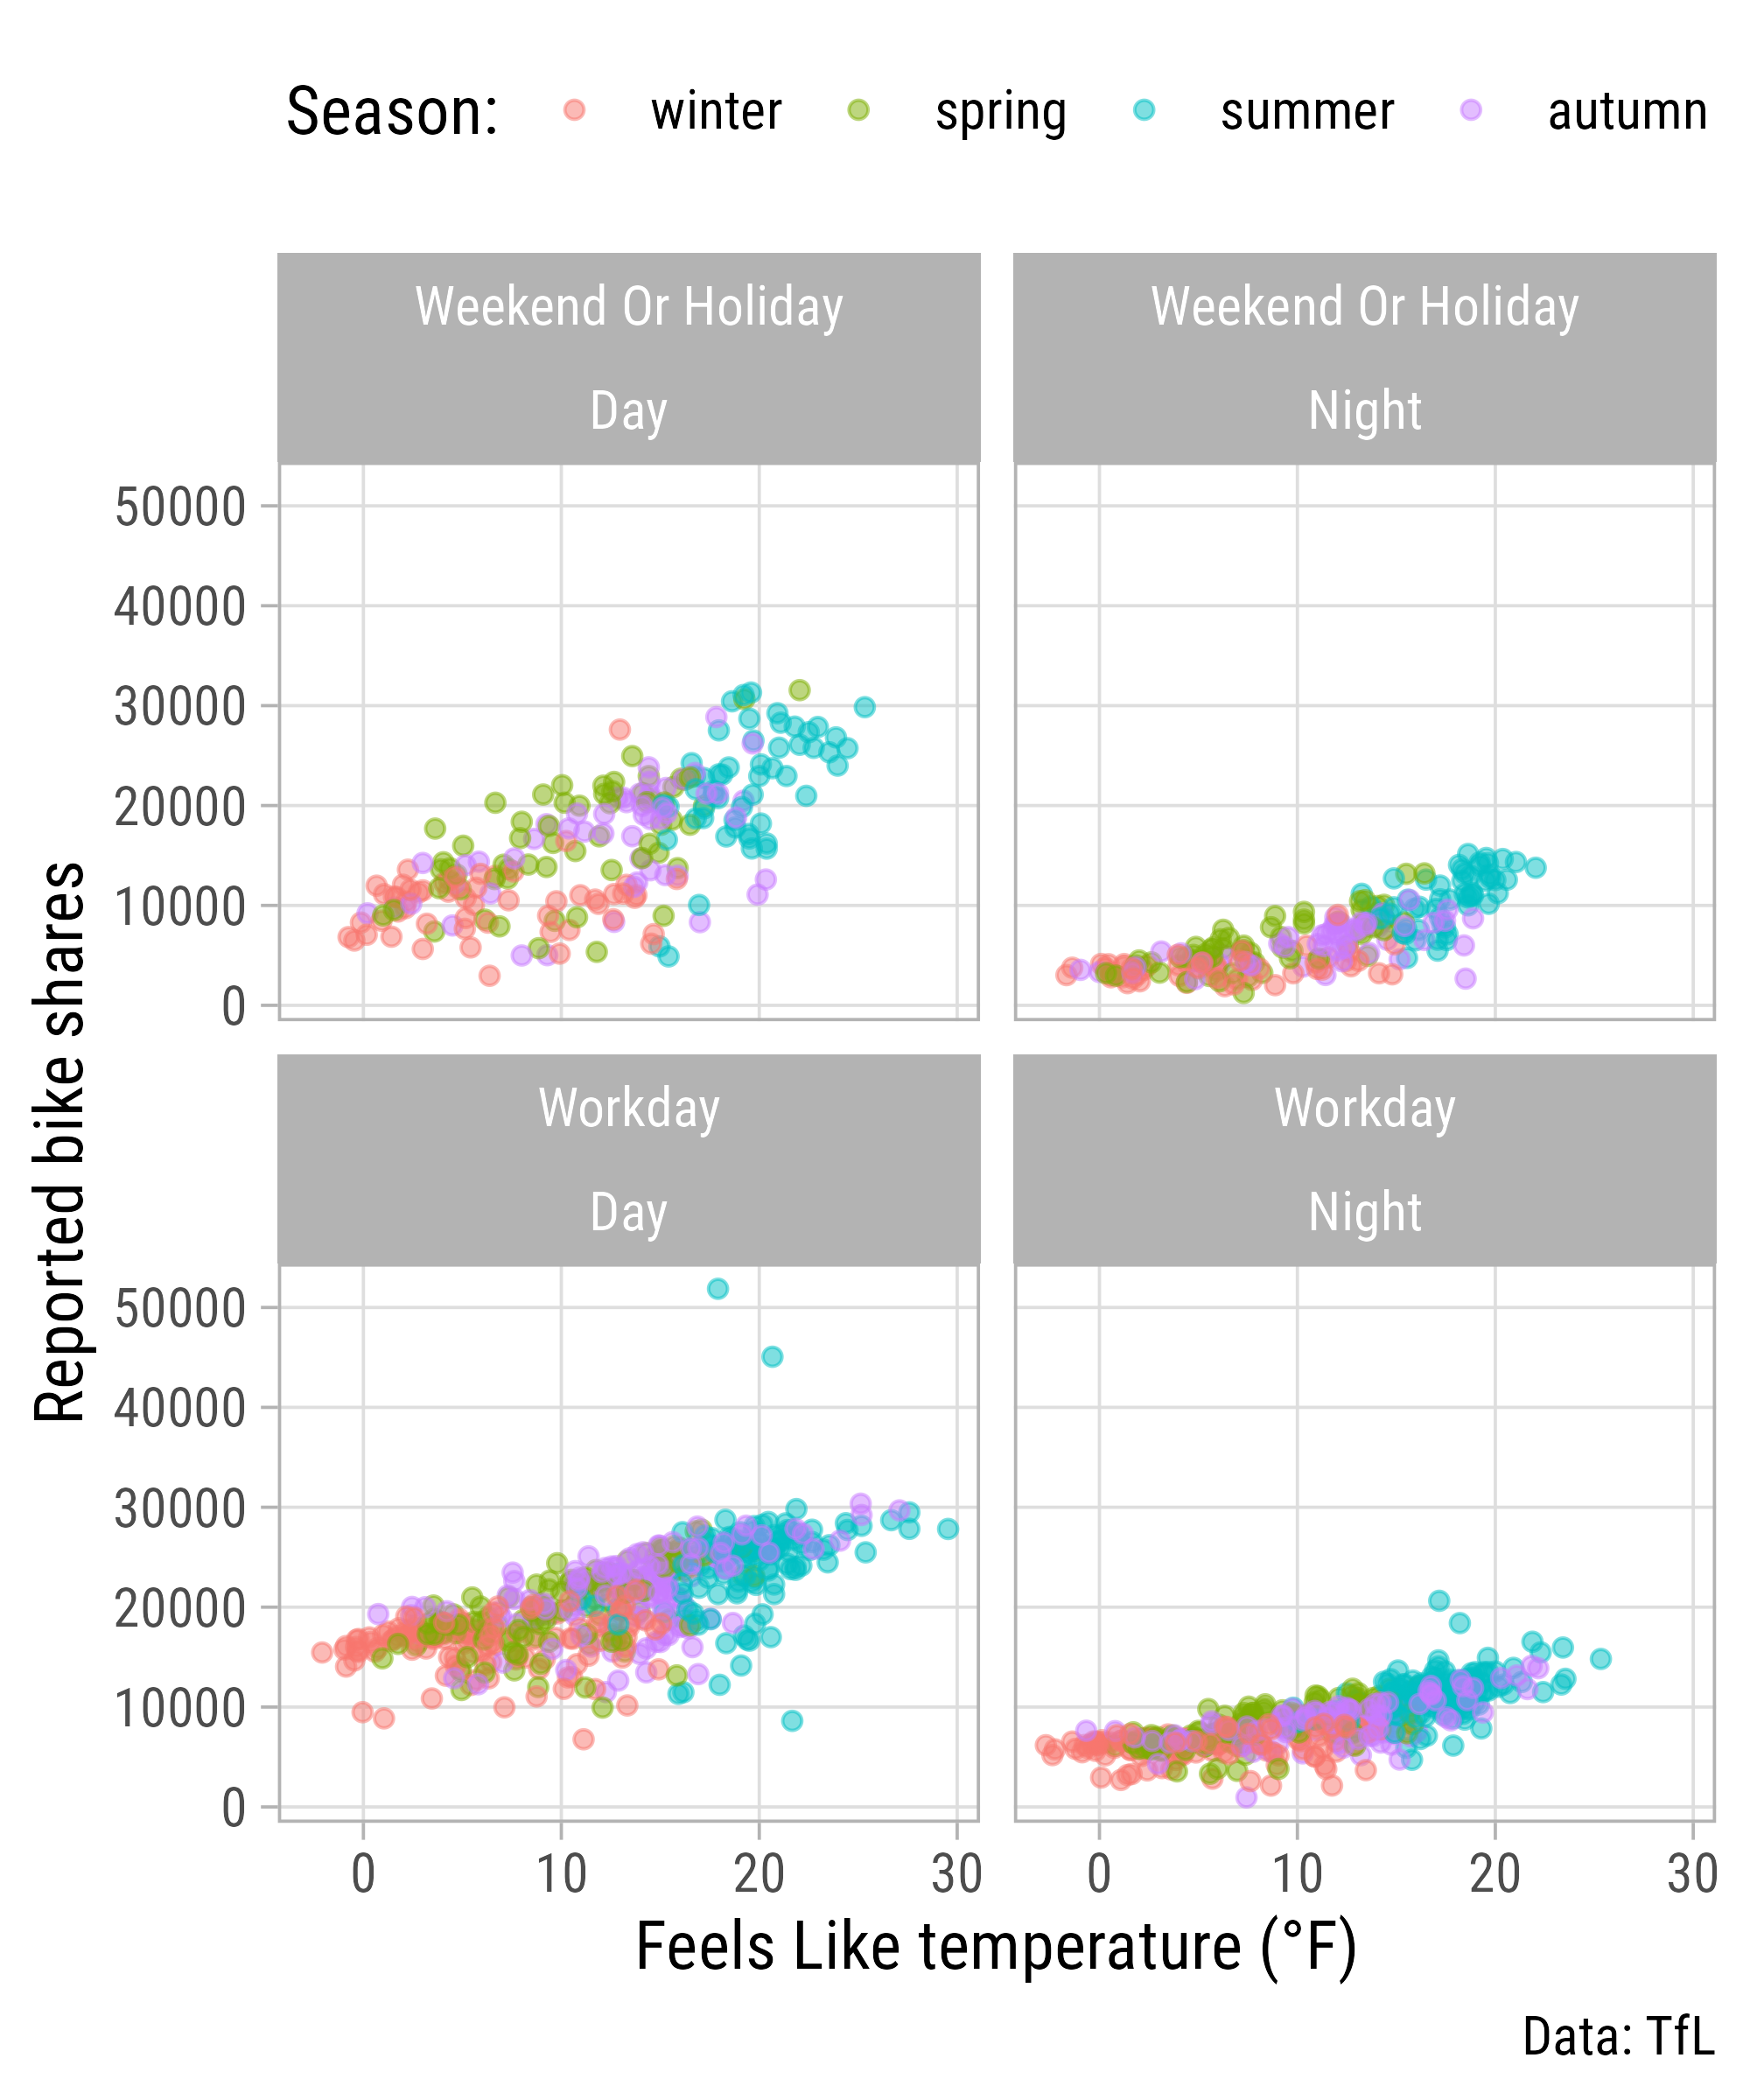 Season: winter spring summer autumn
Weekend Or Holiday
Day
Weekend Or Holiday
Night
50000
40000
30000
20000
10000
0
Workday
Day
Workday
Night
50000
40000
30000
20000
10000
0
Reported bike shares
0 10 20 30
0 10 20 30
Feels Like temperature (°F)
Data: TfL